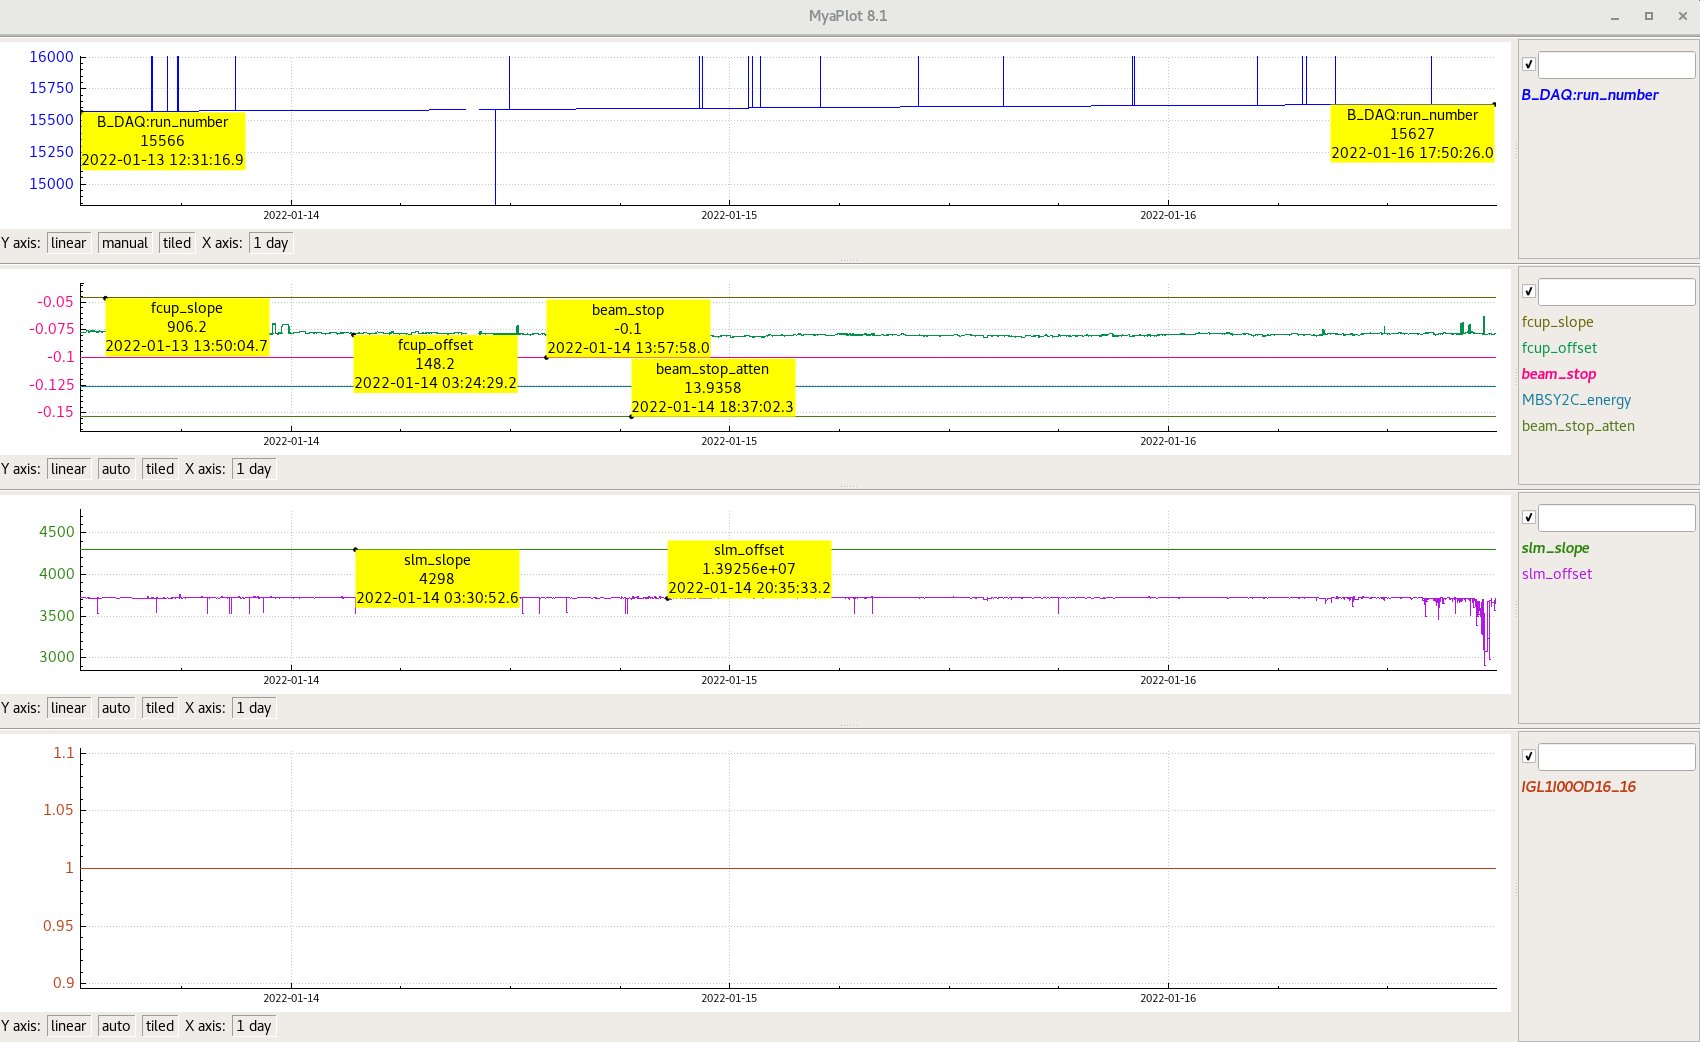 MyaPlot 8.1
16000
15750
15500
15250
15000
B_DAQ:run_number
15566
2022-01-13 12:31:16.9
B_DAQ:run_number
15627
2022-01-16 17:50:26.0
2022-01-14
2022-01-15
2022-01-16
Y axis: linear manual tiled X axis: 1 day
B_DAQ:run_number
-0.05
-0.075
-0.1
-0.125
-0.15
fcup_slope
906.2
2022-01-13 13:50:04.7
fcup_offset
148.2
2022-01-14 03:24:29.2
beam_stop
-0.1
2022-01-14 13:57:58.0
beam_stop_atten
13.9358
2022-01-14 18:37:02.3
2022-01-14
2022-01-15
2022-01-16
Y axis: linear auto tiled X axis: 1 day
fcup_slope
fcup_offset
beam_stop
MBSY2C_energy
beam_stop_atten
4500
4000
3500
3000
slm_slope
4298
2022-01-14 03:30:52.6
slm_offset
1.39256e+07
2022-01-14 20:35:33.2
2022-01-14
2022-01-15
2022-01-16
Y axis: linear auto tiled X axis: 1 day
slm_slope
slm_offset
1.1
1.05
1
0.95
0.9
2022-01-14
2022-01-15
2022-01-16
Y axis: linear auto tiled X axis: 1 day
IGL1I00OD16_16